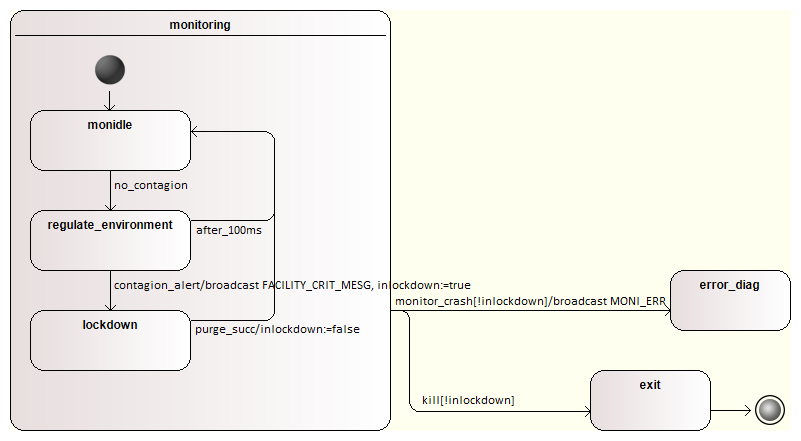 monitoring
monidle
no_contagion
regulate_environment
after_100ms
contagion_alert/broadcast FACILITY_CRIT_MESG, inlockdown:=true
monitor_crash[!inlockdown]/broadcast MONI_ERR
error_diag
lockdown
purge_succ/inlockdown:=false
exit
kill[!inlockdown]